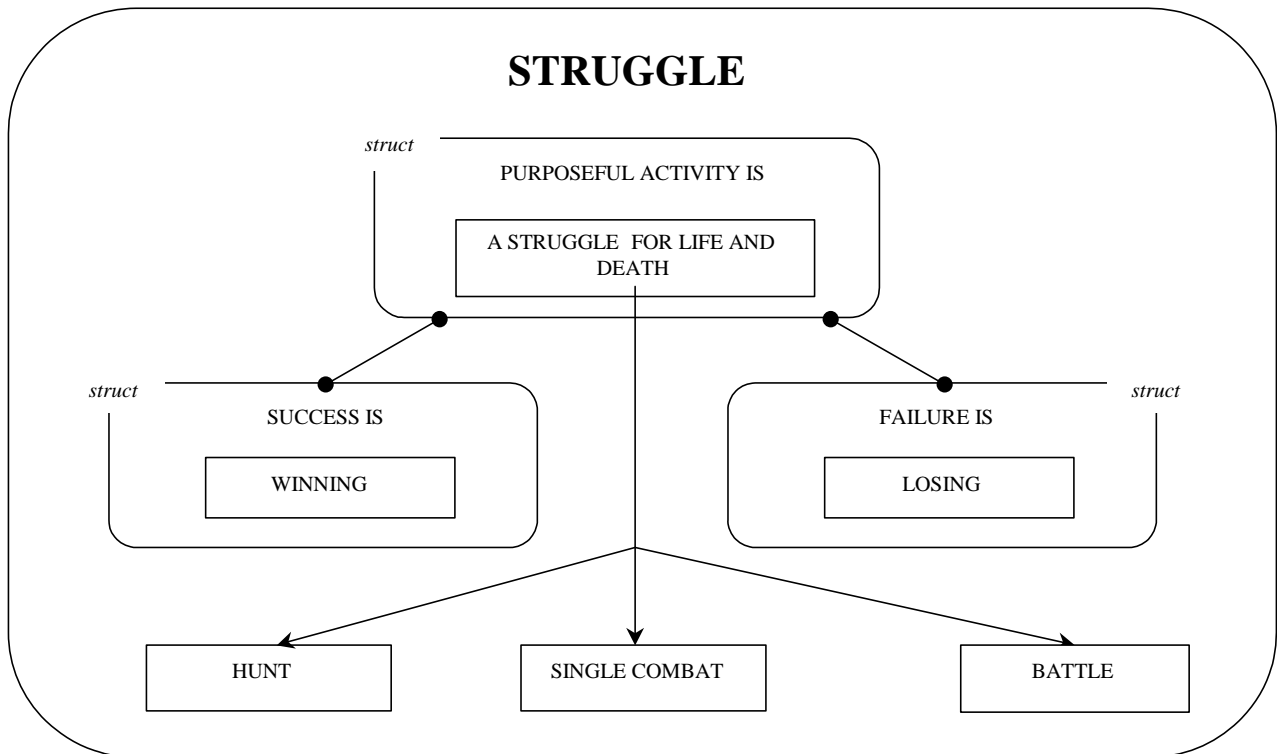 STRUGGLE
struct
PURPOSEFUL ACTIVITY IS
A STRUGGLE FOR LIFE AND
DEATH
struct
SUCCESS IS
WINNING
struct
FAILURE IS
LOSING
HUNT
SINGLE COMBAT
BATTLE